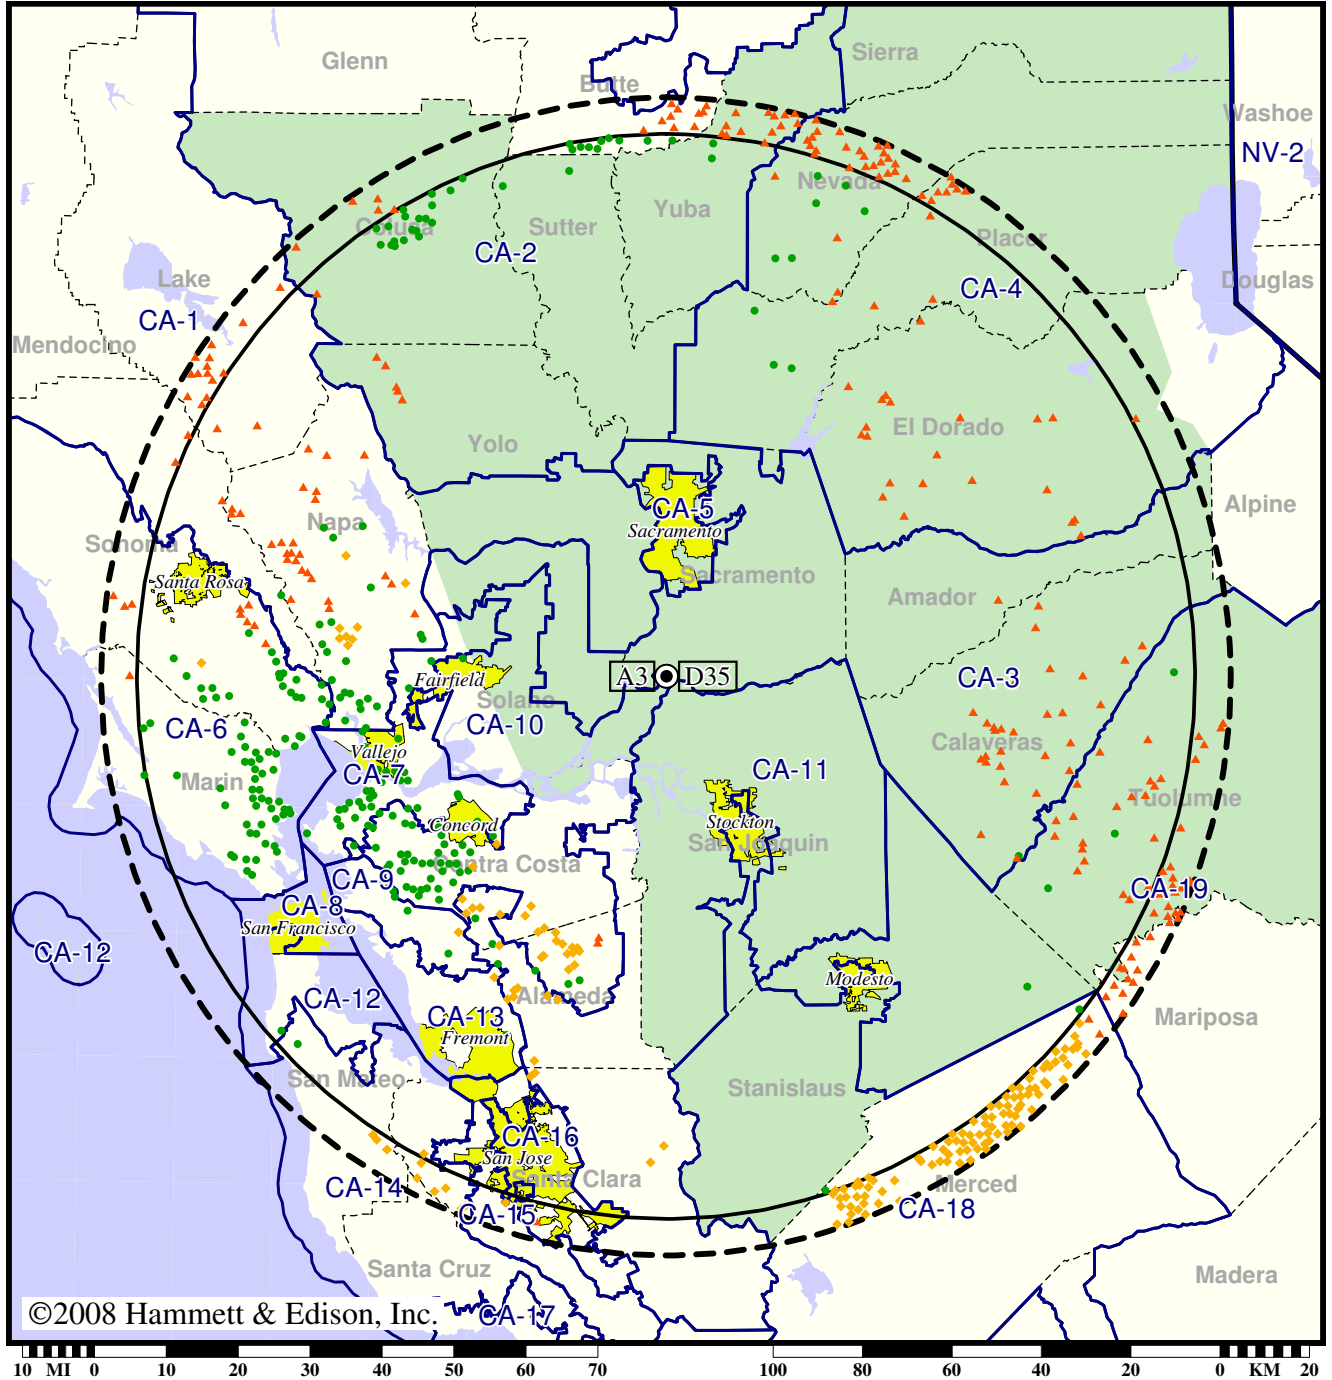 Glenn
Sierra
Butte
Washoe
NV-2
Nevada
Yuba
Colusa
Sutter
CA-2
Placer
Lake
CA-4
Douglas
CA-1
Mendocino
Yolo
El Dorado
CA-5
Napa
Sacramento
Alpine
Sonoma
Santa Rosa
Sacramento
Amador
A3
D35
Fairfield
CA-3
Solano
CA-6
CA-10
Calaveras
Vallejo
CA-7
CA-11
Marin
Tuolumne
Concord
Stockton
San Joaquin
Contra Costa
CA-9
CA-19
CA-8
San Francisco
CA-12
Modesto
CA-12
Alameda
CA-13
Mariposa
Fremont
San Mateo
Stanislaus
CA-16
San Jose
Santa Clara
CA-14
Merced
CA-15
CA-18
Santa Cruz
Madera
©2008 Hammett & Edison, Inc.
CA-17
10 MI 0 10 20 30 40 50 60 70 100 80 60 40 20 0 KM 20